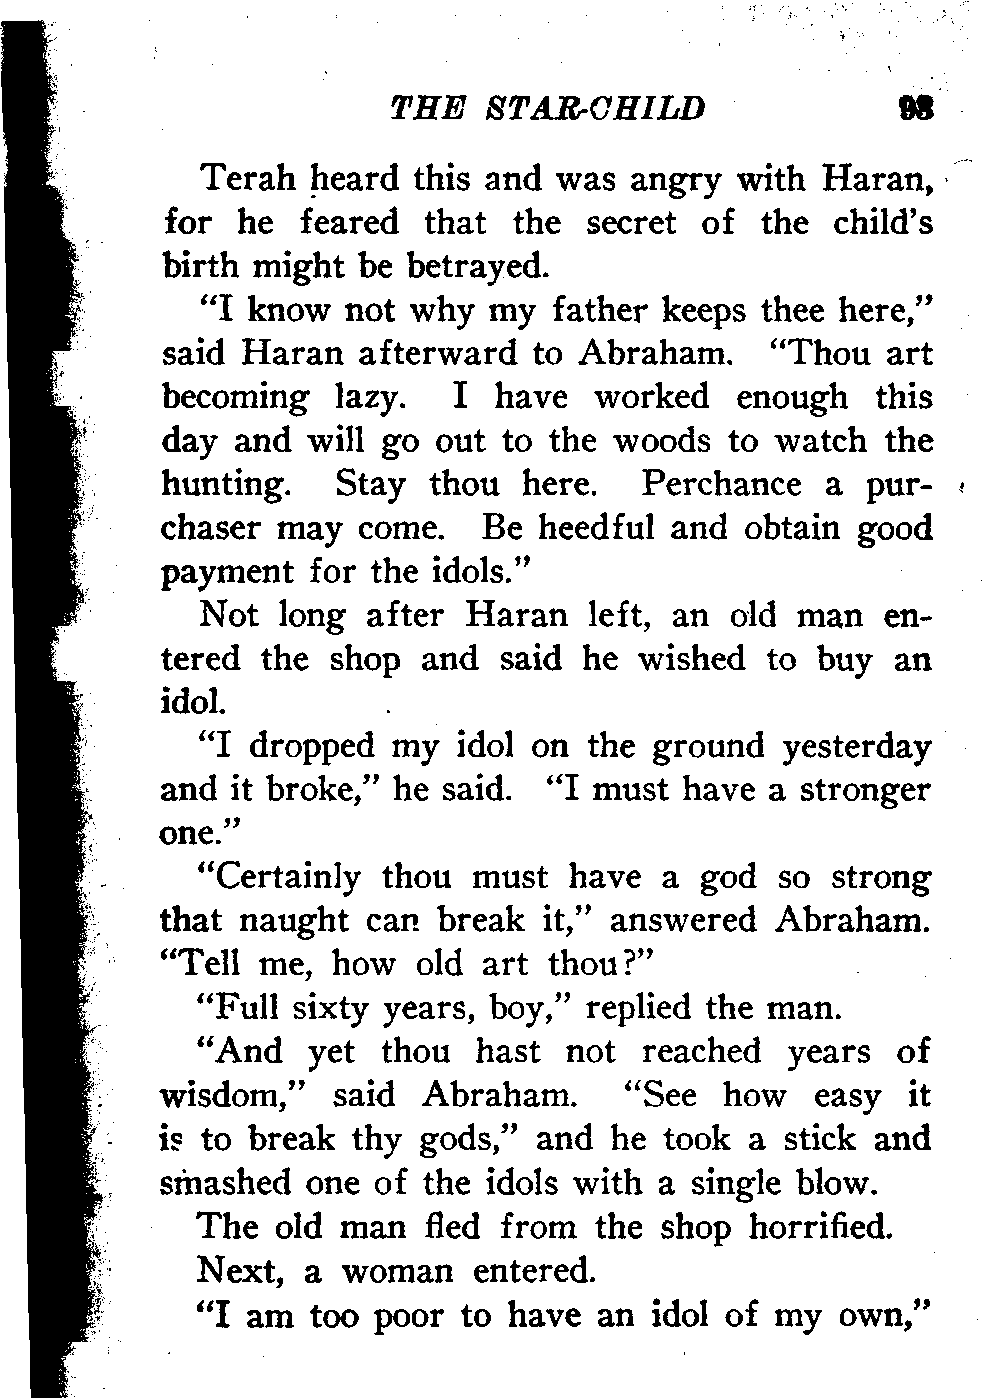 THE STAR-CHILD 93
Terah heard this and was angry with Haran,
for he feared that the secret of the child's
birth might be betrayed.
"I know not why my father keeps thee here,"
said Haran afterward to Abraham. "Thou art
becoming lazy. I have worked enough this
day and will go out to the woods to watch the
hunting. Stay thou here. Perchance a pur-
chaser may come. Be heedful and obtain good
payment for the idols."
Not long after Haran left, an old man en-
tered the shop and said he wished to buy an
idol.
"I dropped my idol on the ground yesterday
and it broke," he said. "I must have a stronger
one."
"Certainly thou must have a god so strong
that naught can break it," answered Abraham.
"Tell me, how old art thou?"
"Full sixty years, boy," replied the man.
"And yet thou hast not reached years of
wisdom," said Abraham. "See how easy it
is to break thy gods," and he took a stick and
smashed one of the idols with a single blow.
The old man fled from the shop horrified.
Next, a woman entered.
"I am too poor to have an idol of my own,"